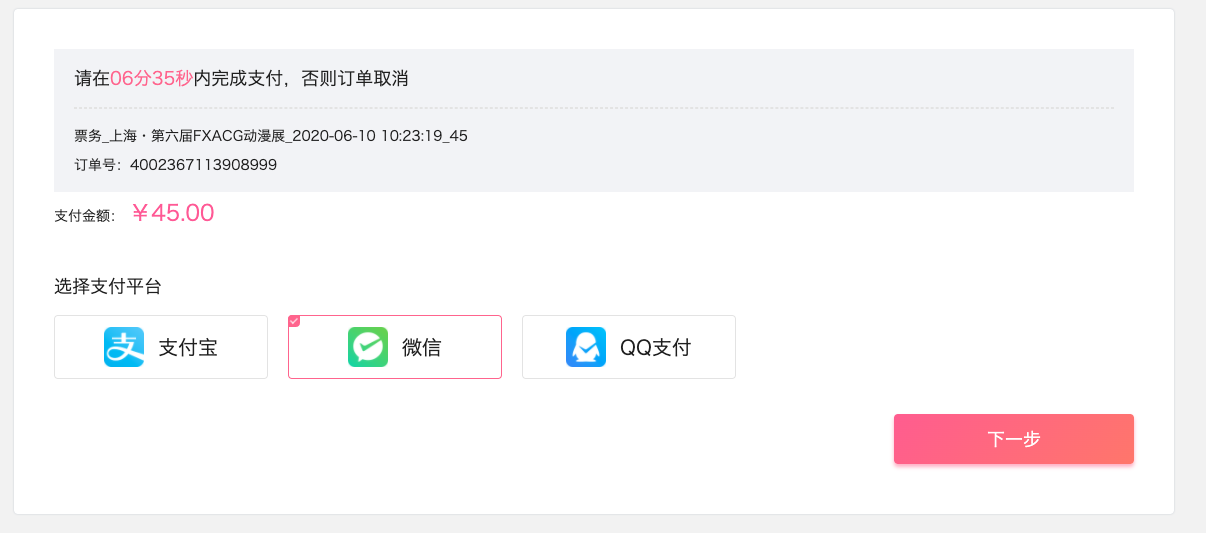 请在06分35秒内完成支付，否则订单取消
票务_上海·第六届FXACG动漫展_2020-06-10 10:23:19_45
订单号：4002367113908999
支付金额：￥45.00
选择支付平台
支付宝 微信 QQ支付
下一步